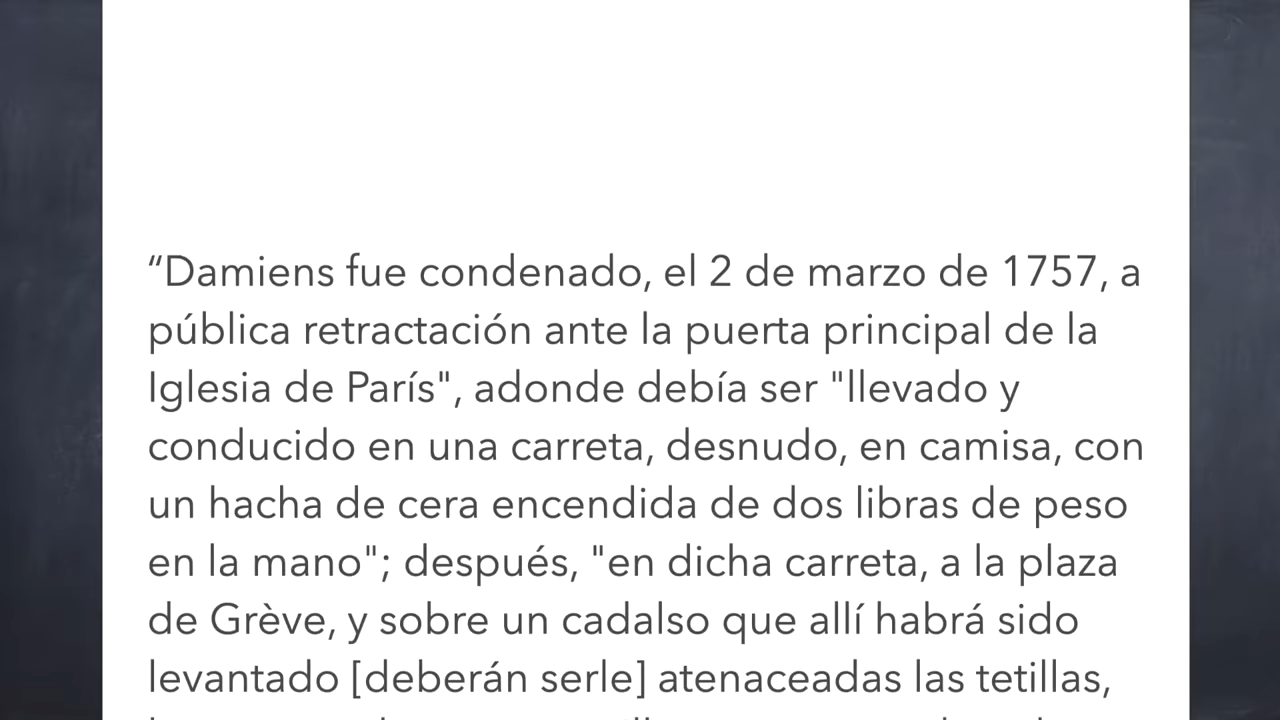 “Damiens fue condenado, el 2 de marzo de 1757, a
pública retractación ante la puerta principal de la
Iglesia de París", adonde debía ser "llevado y
conducido en una carreta, desnudo, en camisa, con
un hacha de cera encendida de dos libras de peso
en la mano"; después, "en dicha carreta, a la plaza
de Grève, y sobre un cadalso que allí habrá sido
levantado [deberán serle] atenaceadas las tetillas,